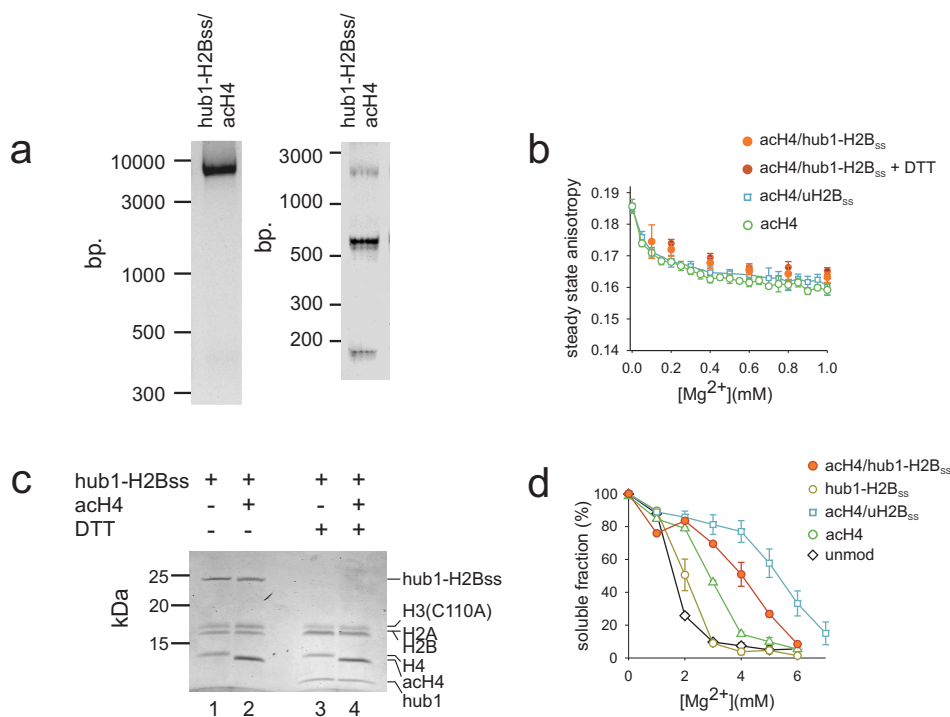 a
hub1-H2Bss/
acH4
bp.
10000
3000
1000
500
300
hub1-H2Bss/
acH4
bp.
3000
1000
500
300
200
b
acH4/hub1-H2Bss
acH4/hub1-H2Bss + DTT
acH4/uH2Bss
acH4
steady state anisotropy
0.19
0.18
0.17
0.16
0.15
0.14
0.0 0.2 0.4 0.6 0.8 1.0
[Mg2+](mM)
c
hub1-H2Bss + + + +
acH4 - + - +
DTT - - + +
kDa
25
20
15
hub1-H2Bss
H3(C110A)
H2A
H2B
H4
acH4
hub1
1 2 3 4
d
acH4/hub1-H2Bss
hub1-H2Bss
acH4/uH2Bss
acH4
unmod
soluble fraction (%)
100
80
60
40
20
0
0 2 4 6
[Mg2+](mM)